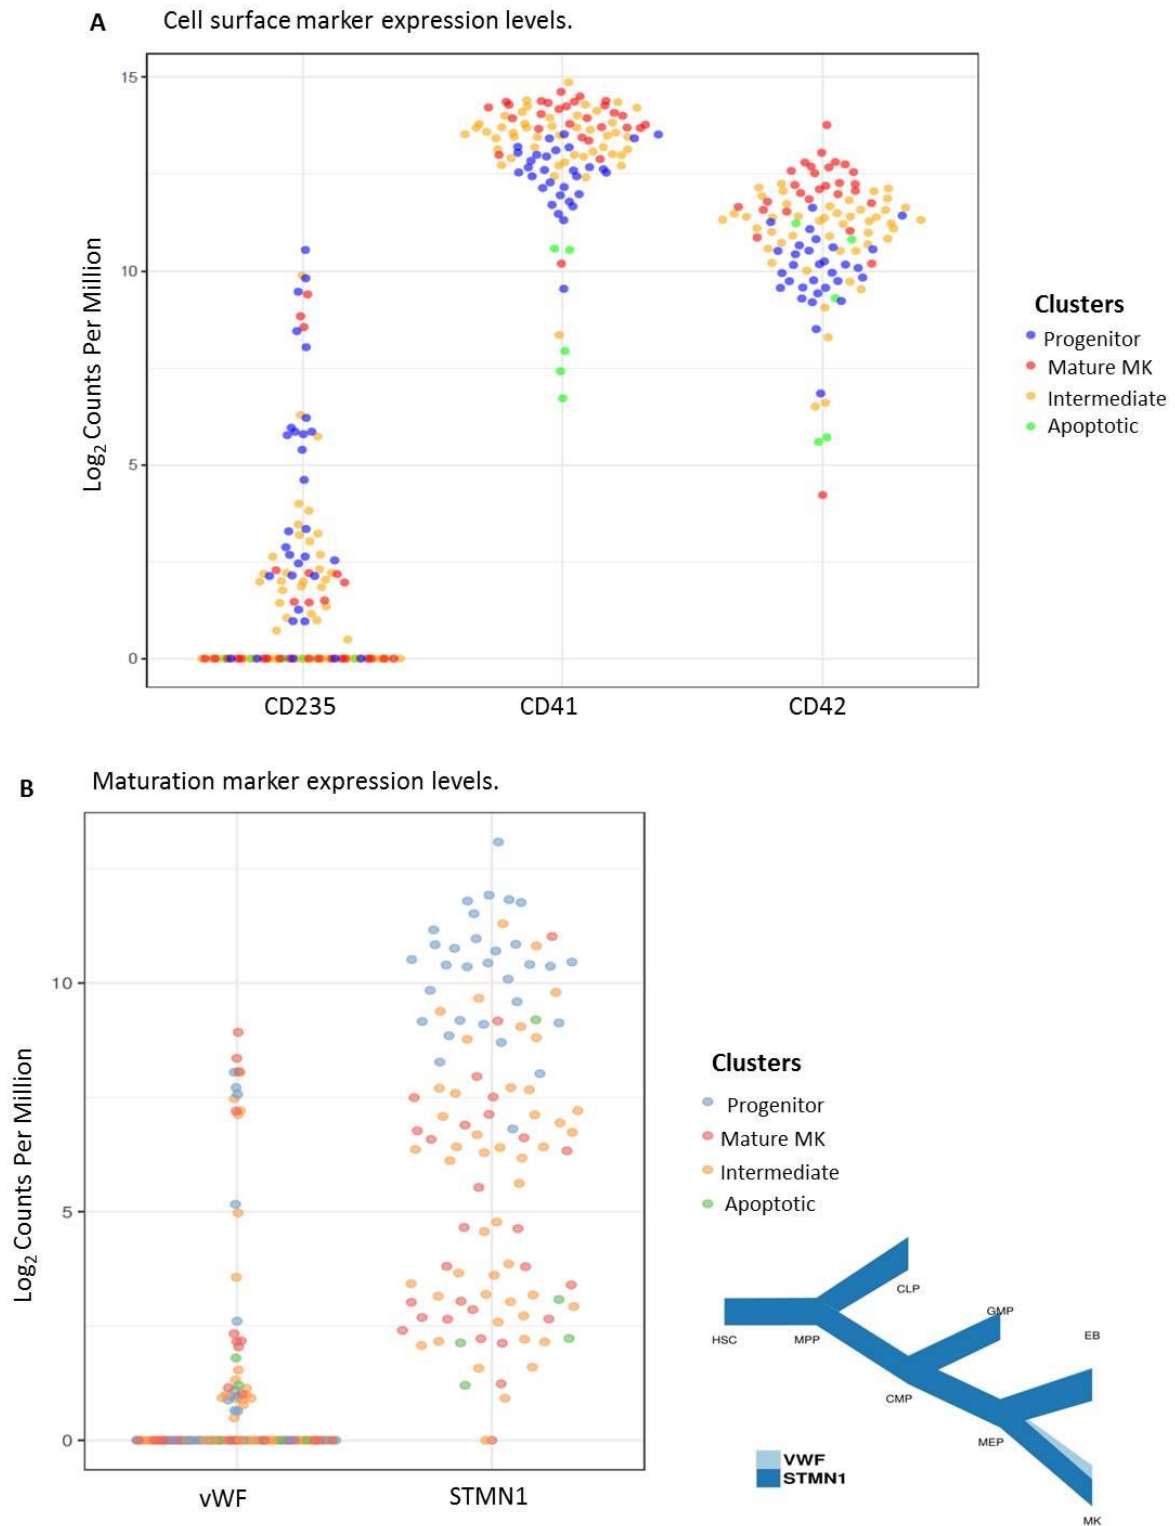 A Cell surface marker expression levels.
15
10
5
0
Log2 Counts Per Million
CD235 CD41 CD42
Clusters
Progenitor
Mature MK
Intermediate
Apoptotic
B Maturation marker expression levels.
10
5
0
Log2 Counts Per Million
vWF STMN1
Clusters
Progenitor
Mature MK
Intermediate
Apoptotic
CLP
GMP
HSC MPP EB
CMP
MEP
VWF
STMN1
MK